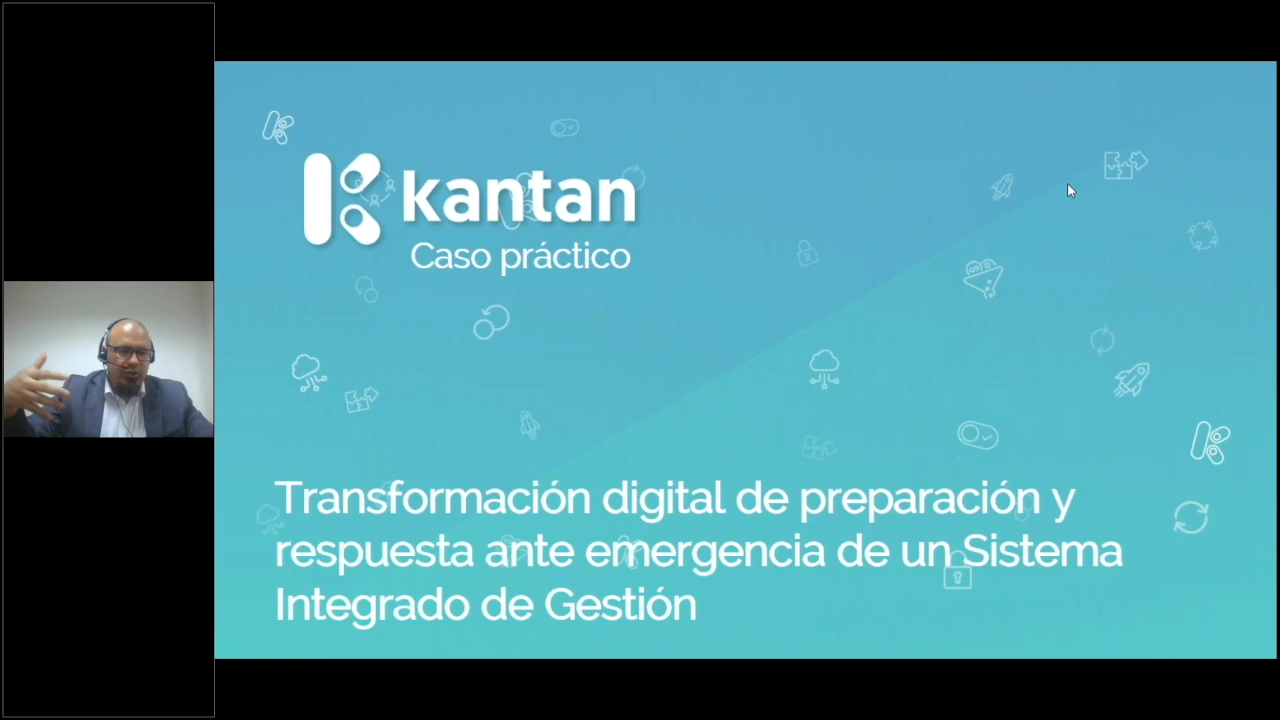 kantan
Caso práctico
Transformación digital de preparación y
respuesta ante emergencia de un Sistema
Integrado de Gestión